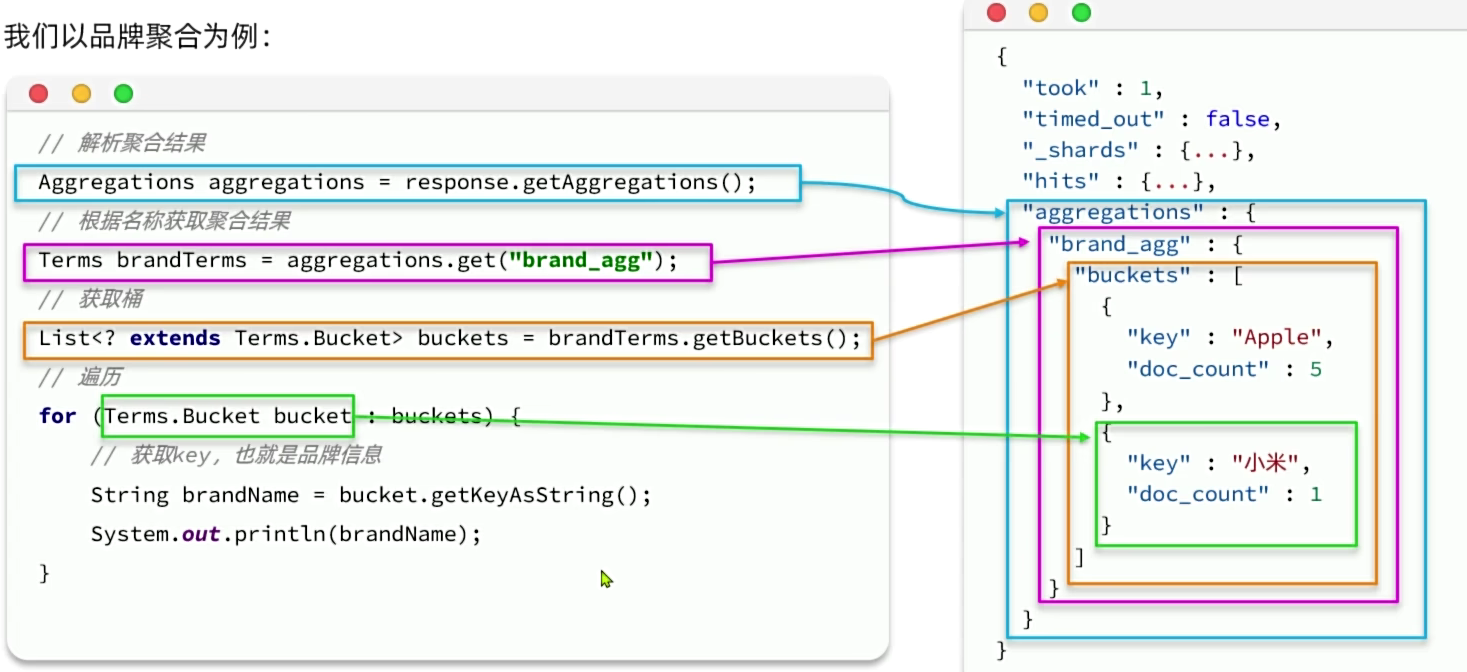 我们以品牌聚合为例：
// 解析聚合结果
Aggregations aggregations = response.getAggregations();
// 根据名称获取聚合结果
Terms brandTerms = aggregations.get("brand_agg");
// 获取桶
List<? extends Terms.Bucket> buckets = brandTerms.getBuckets();
// 遍历
for (Terms.Bucket bucket : buckets) {
// 获取key，也就是品牌信息
String brandName = bucket.getKeyAsString();
System.out.println(brandName);
}
{
"took" : 1,
"timed_out" : false,
"_shards" : {...},
"hits" : {...},
"aggregations" : {
"brand_agg" : {
"buckets" : [
{
"key" : "Apple",
"doc_count" : 5
},
{
"key" : "小米",
"doc_count" : 1
}
]
}
}
}